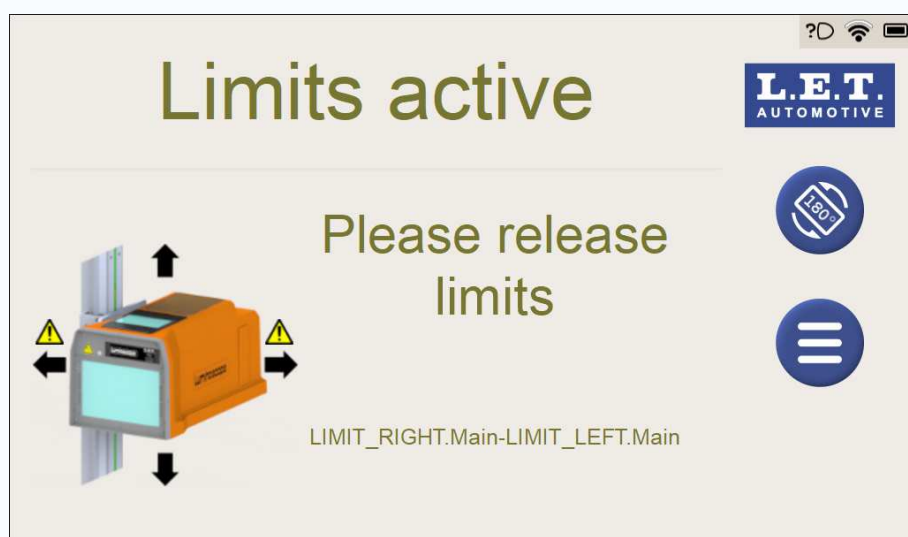 ?D
Limits active
L.E.T.
AUTOMOTIVE
180°
Please release
limits
LIMIT_RIGHT.Main-LIMIT_LEFT.Main